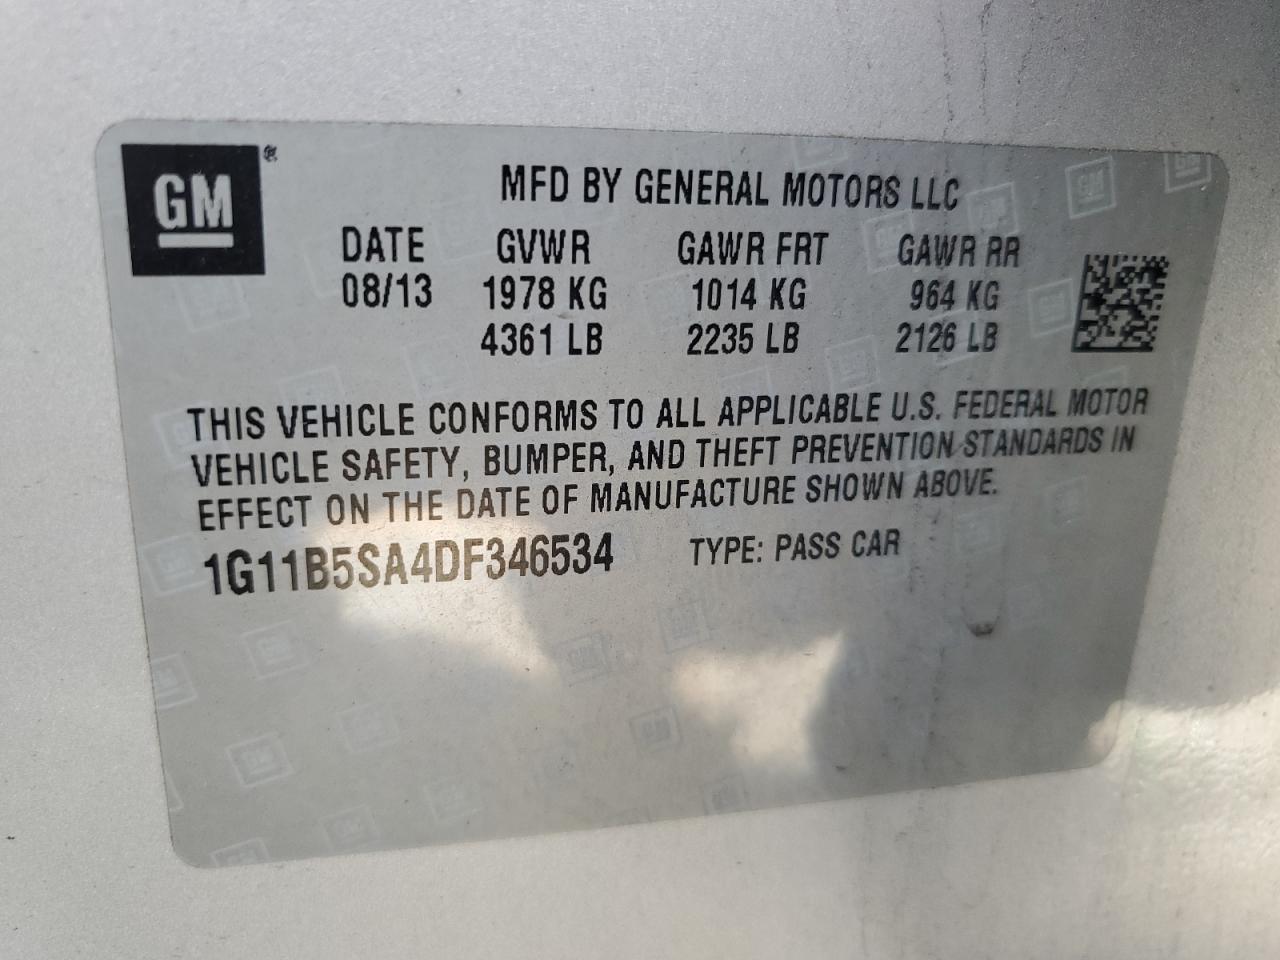 GM
MFD BY GENERAL MOTORS LLC
DATE GVWR GAWR FRT GAWR RR
08/13 1978 KG 1014 KG 964 KG
4361 LB 2235 LB 2126 LB
THIS VEHICLE CONFORMS TO ALL APPLICABLE U.S. FEDERAL MOTOR
VEHICLE SAFETY, BUMPER, AND THEFT PREVENTION STANDARDS IN
EFFECT ON THE DATE OF MANUFACTURE SHOWN ABOVE.
1G11B5SA4DF346534 TYPE: PASS CAR